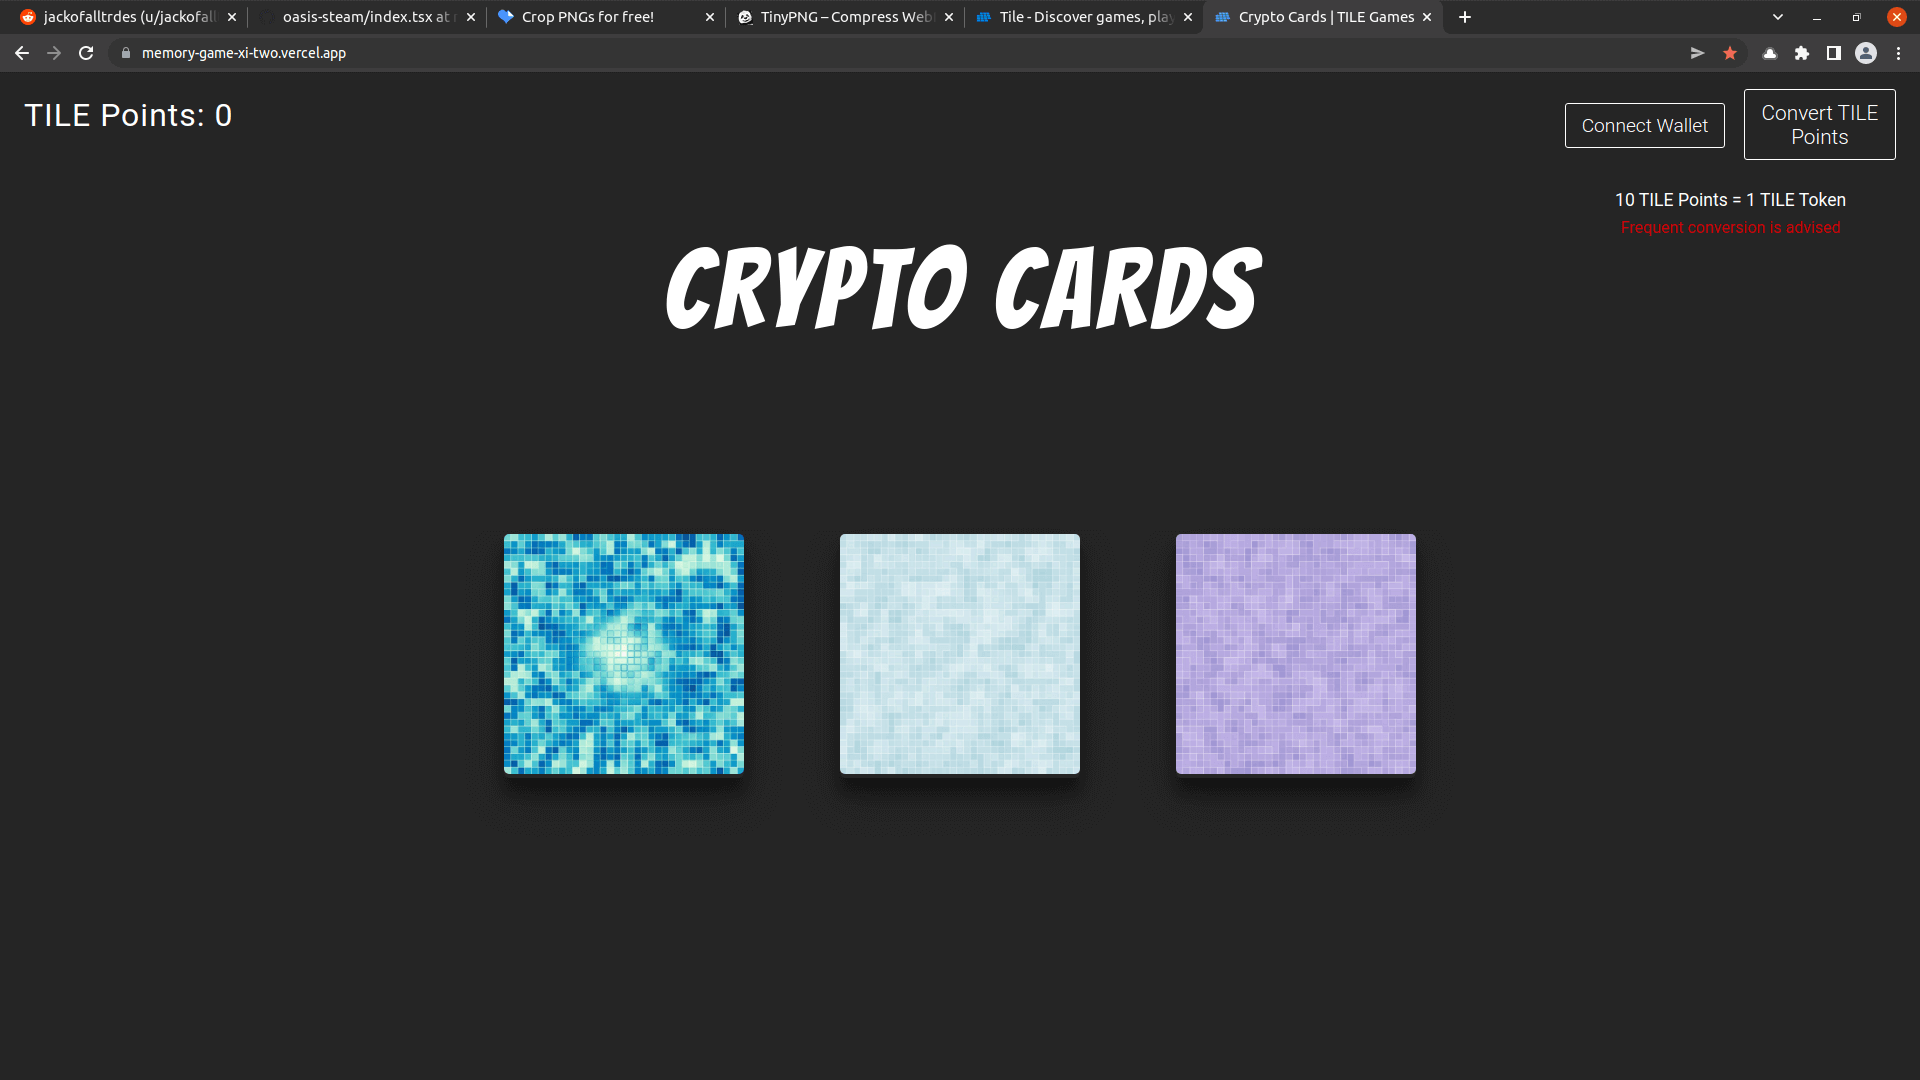 jackofalltrdes (u/jackofall
oasis-steam/index.tsx at
Crop PNGs for free!
TinyPNG – Compress Web
Tile - Discover games, play
Crypto Cards | TILE Games
memory-game-xi-two.vercel.app
TILE Points: 0
Connect Wallet
Convert TILE
Points
10 TILE Points = 1 TILE Token
Frequent conversion is advised
CRYPTO CARDS